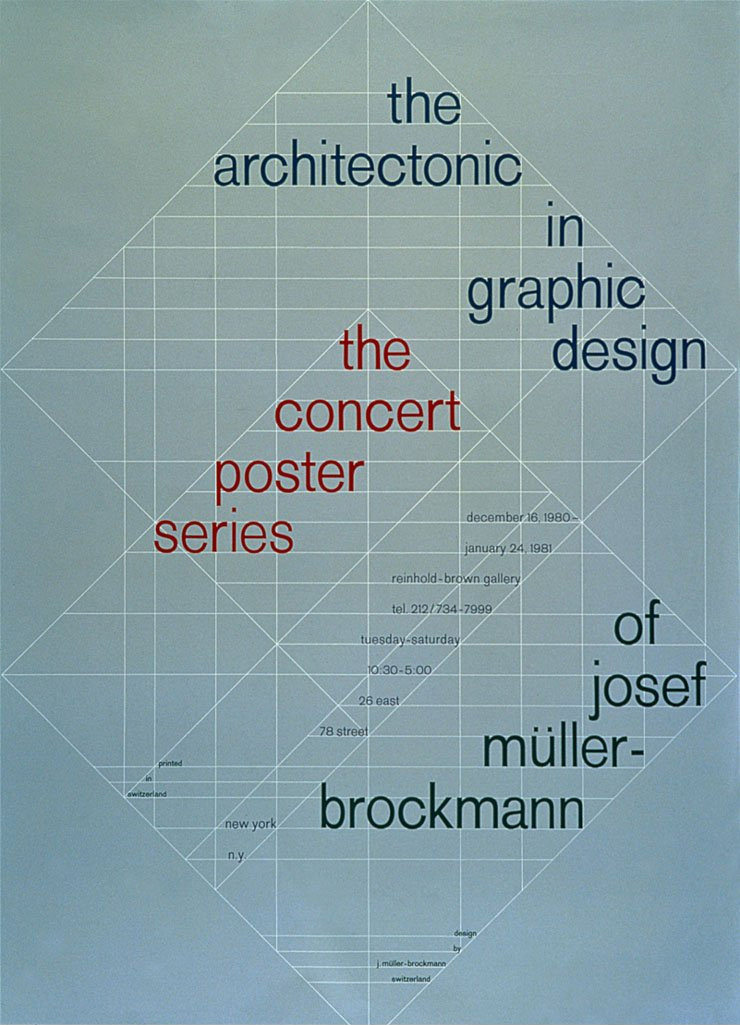 the
architectonic
in
graphic
design
the
concert
poster
series
december 16, 1980 -
january 24, 1981
reinhold-brown gallery
tel. 212/734-7999
tuesday-saturday
10:30-5:00
26 east
78 street
of
josef
müller-
brockmann
printed
in
switzerland
new york
n.y.
design
by
j. müller-brockmann
switzerland